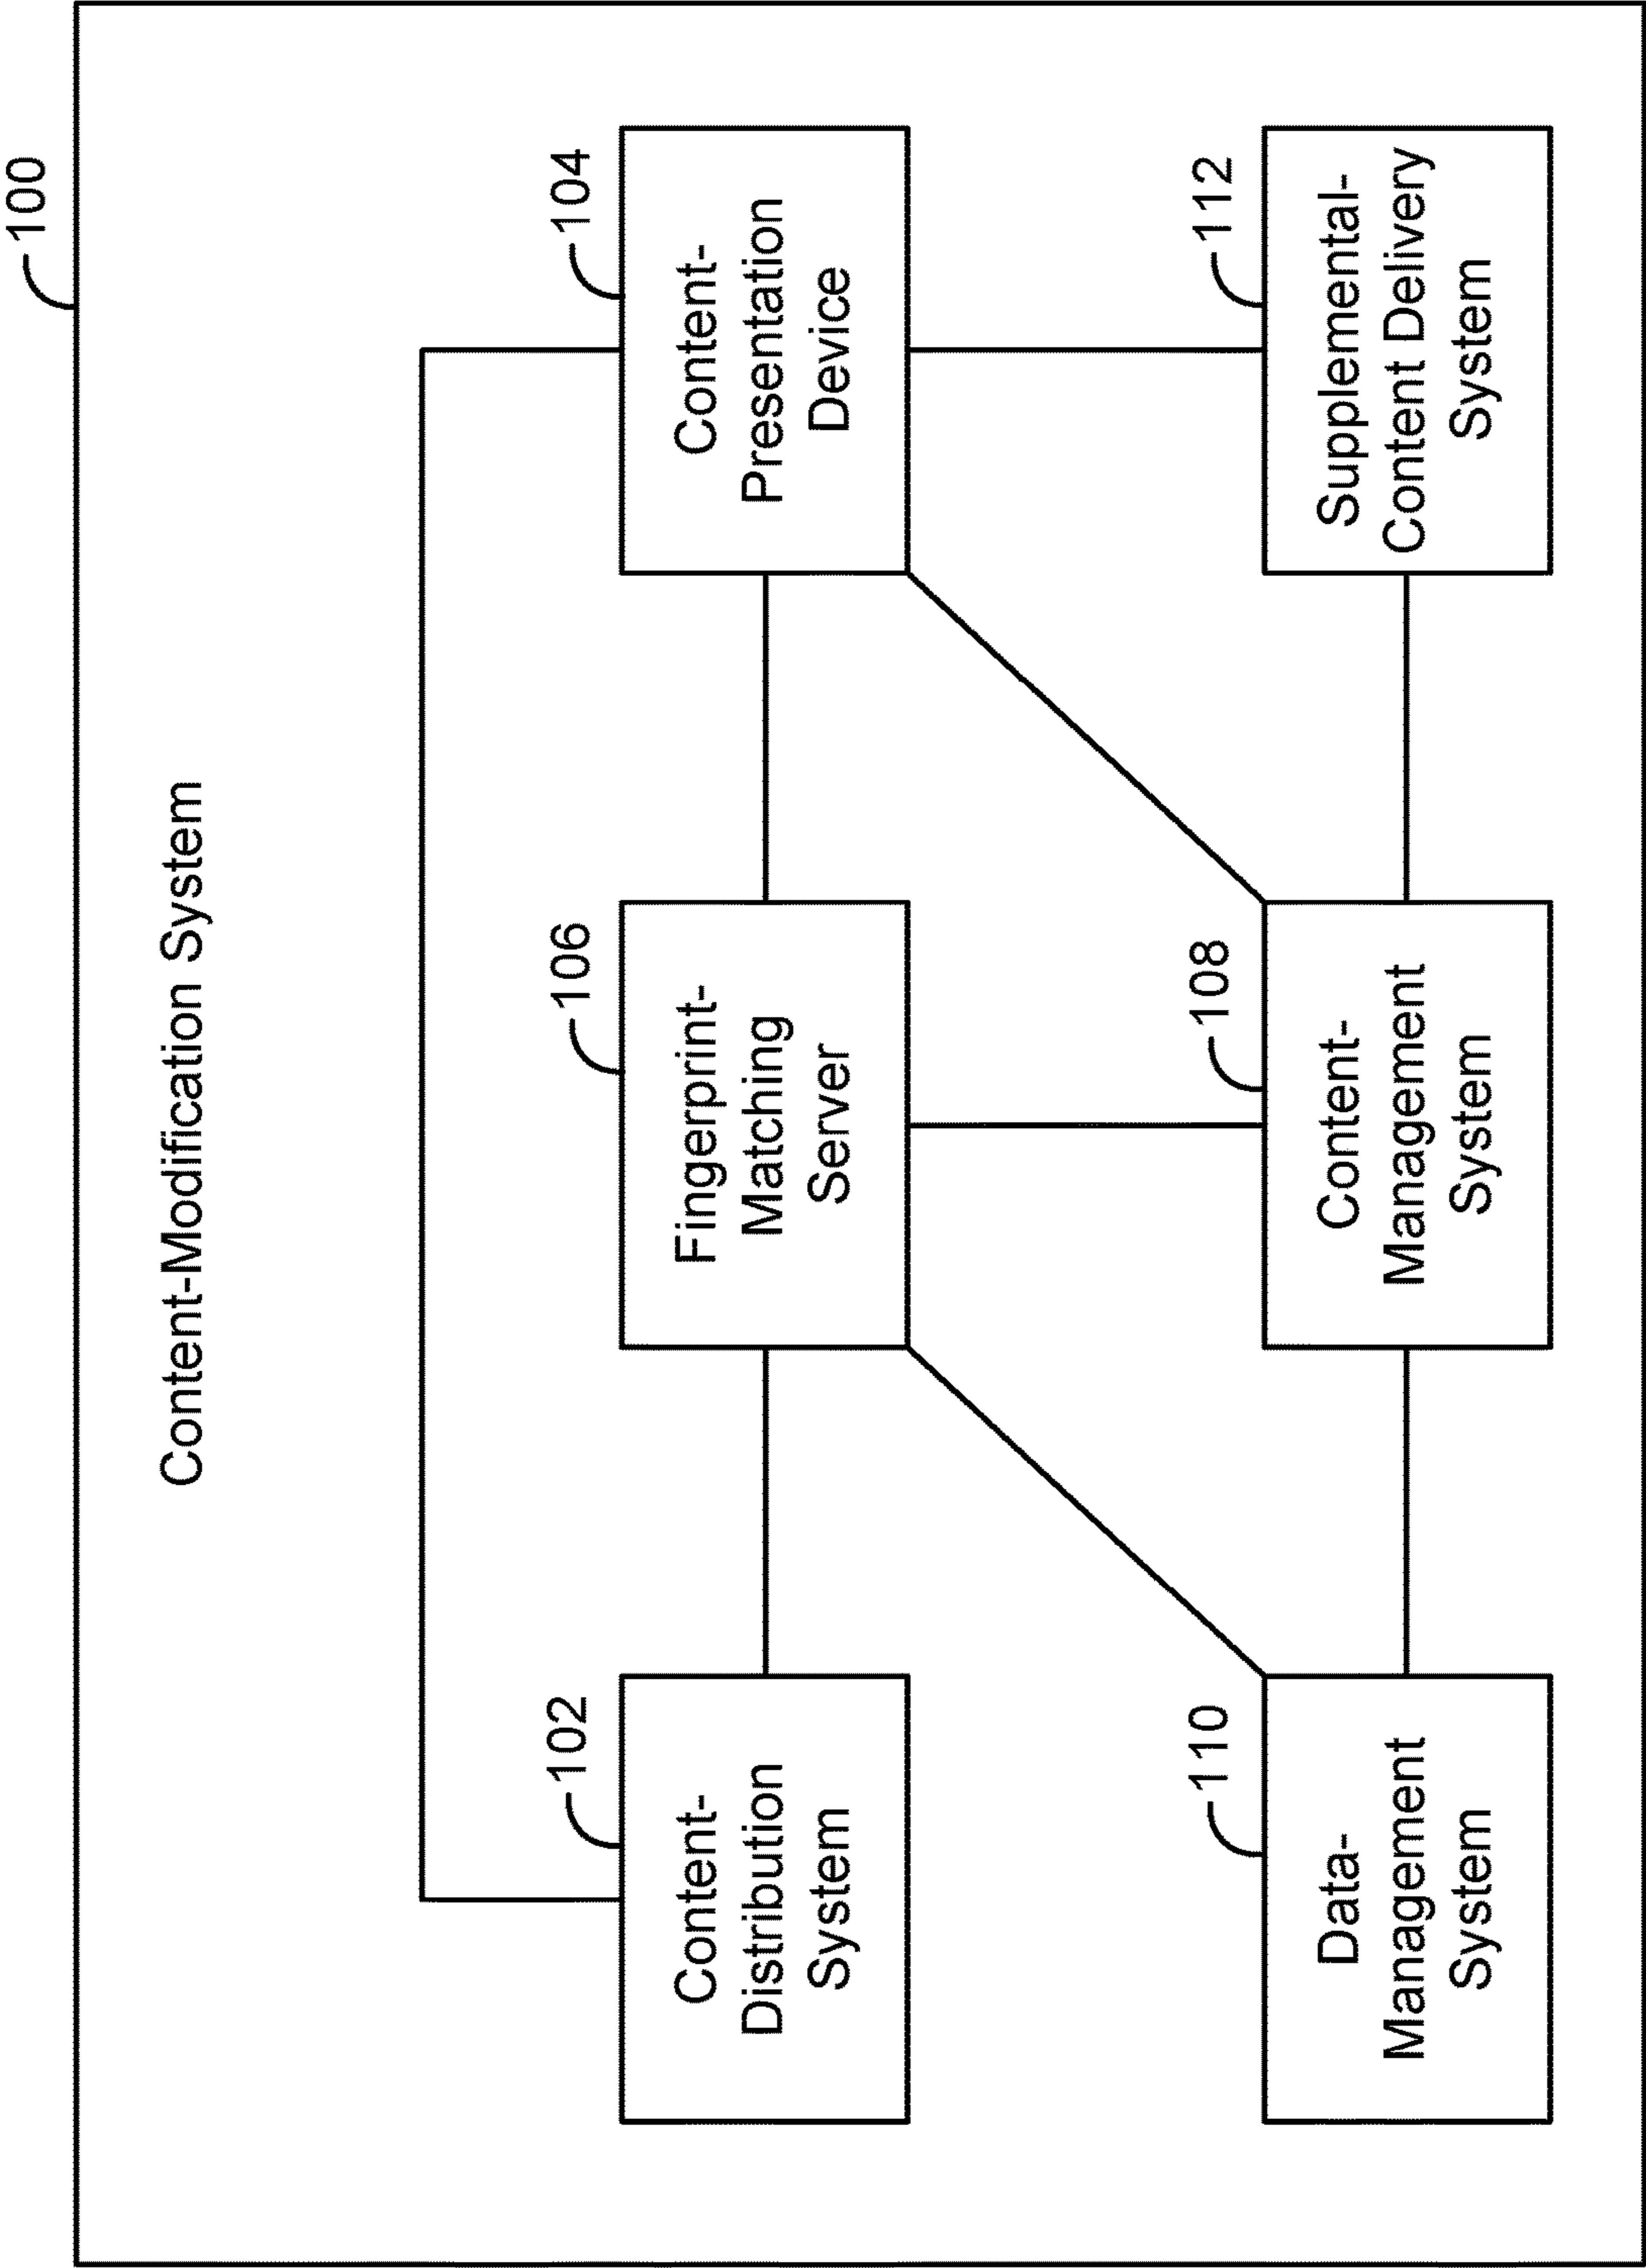 100
Content-Modification System
102
Content-
Distribution
System
106
Fingerprint-
Matching
Server
104
Content-
Presentation
Device
110
Data-
Management
System
108
Content-
Management
System
112
Supplemental-
Content Delivery
System